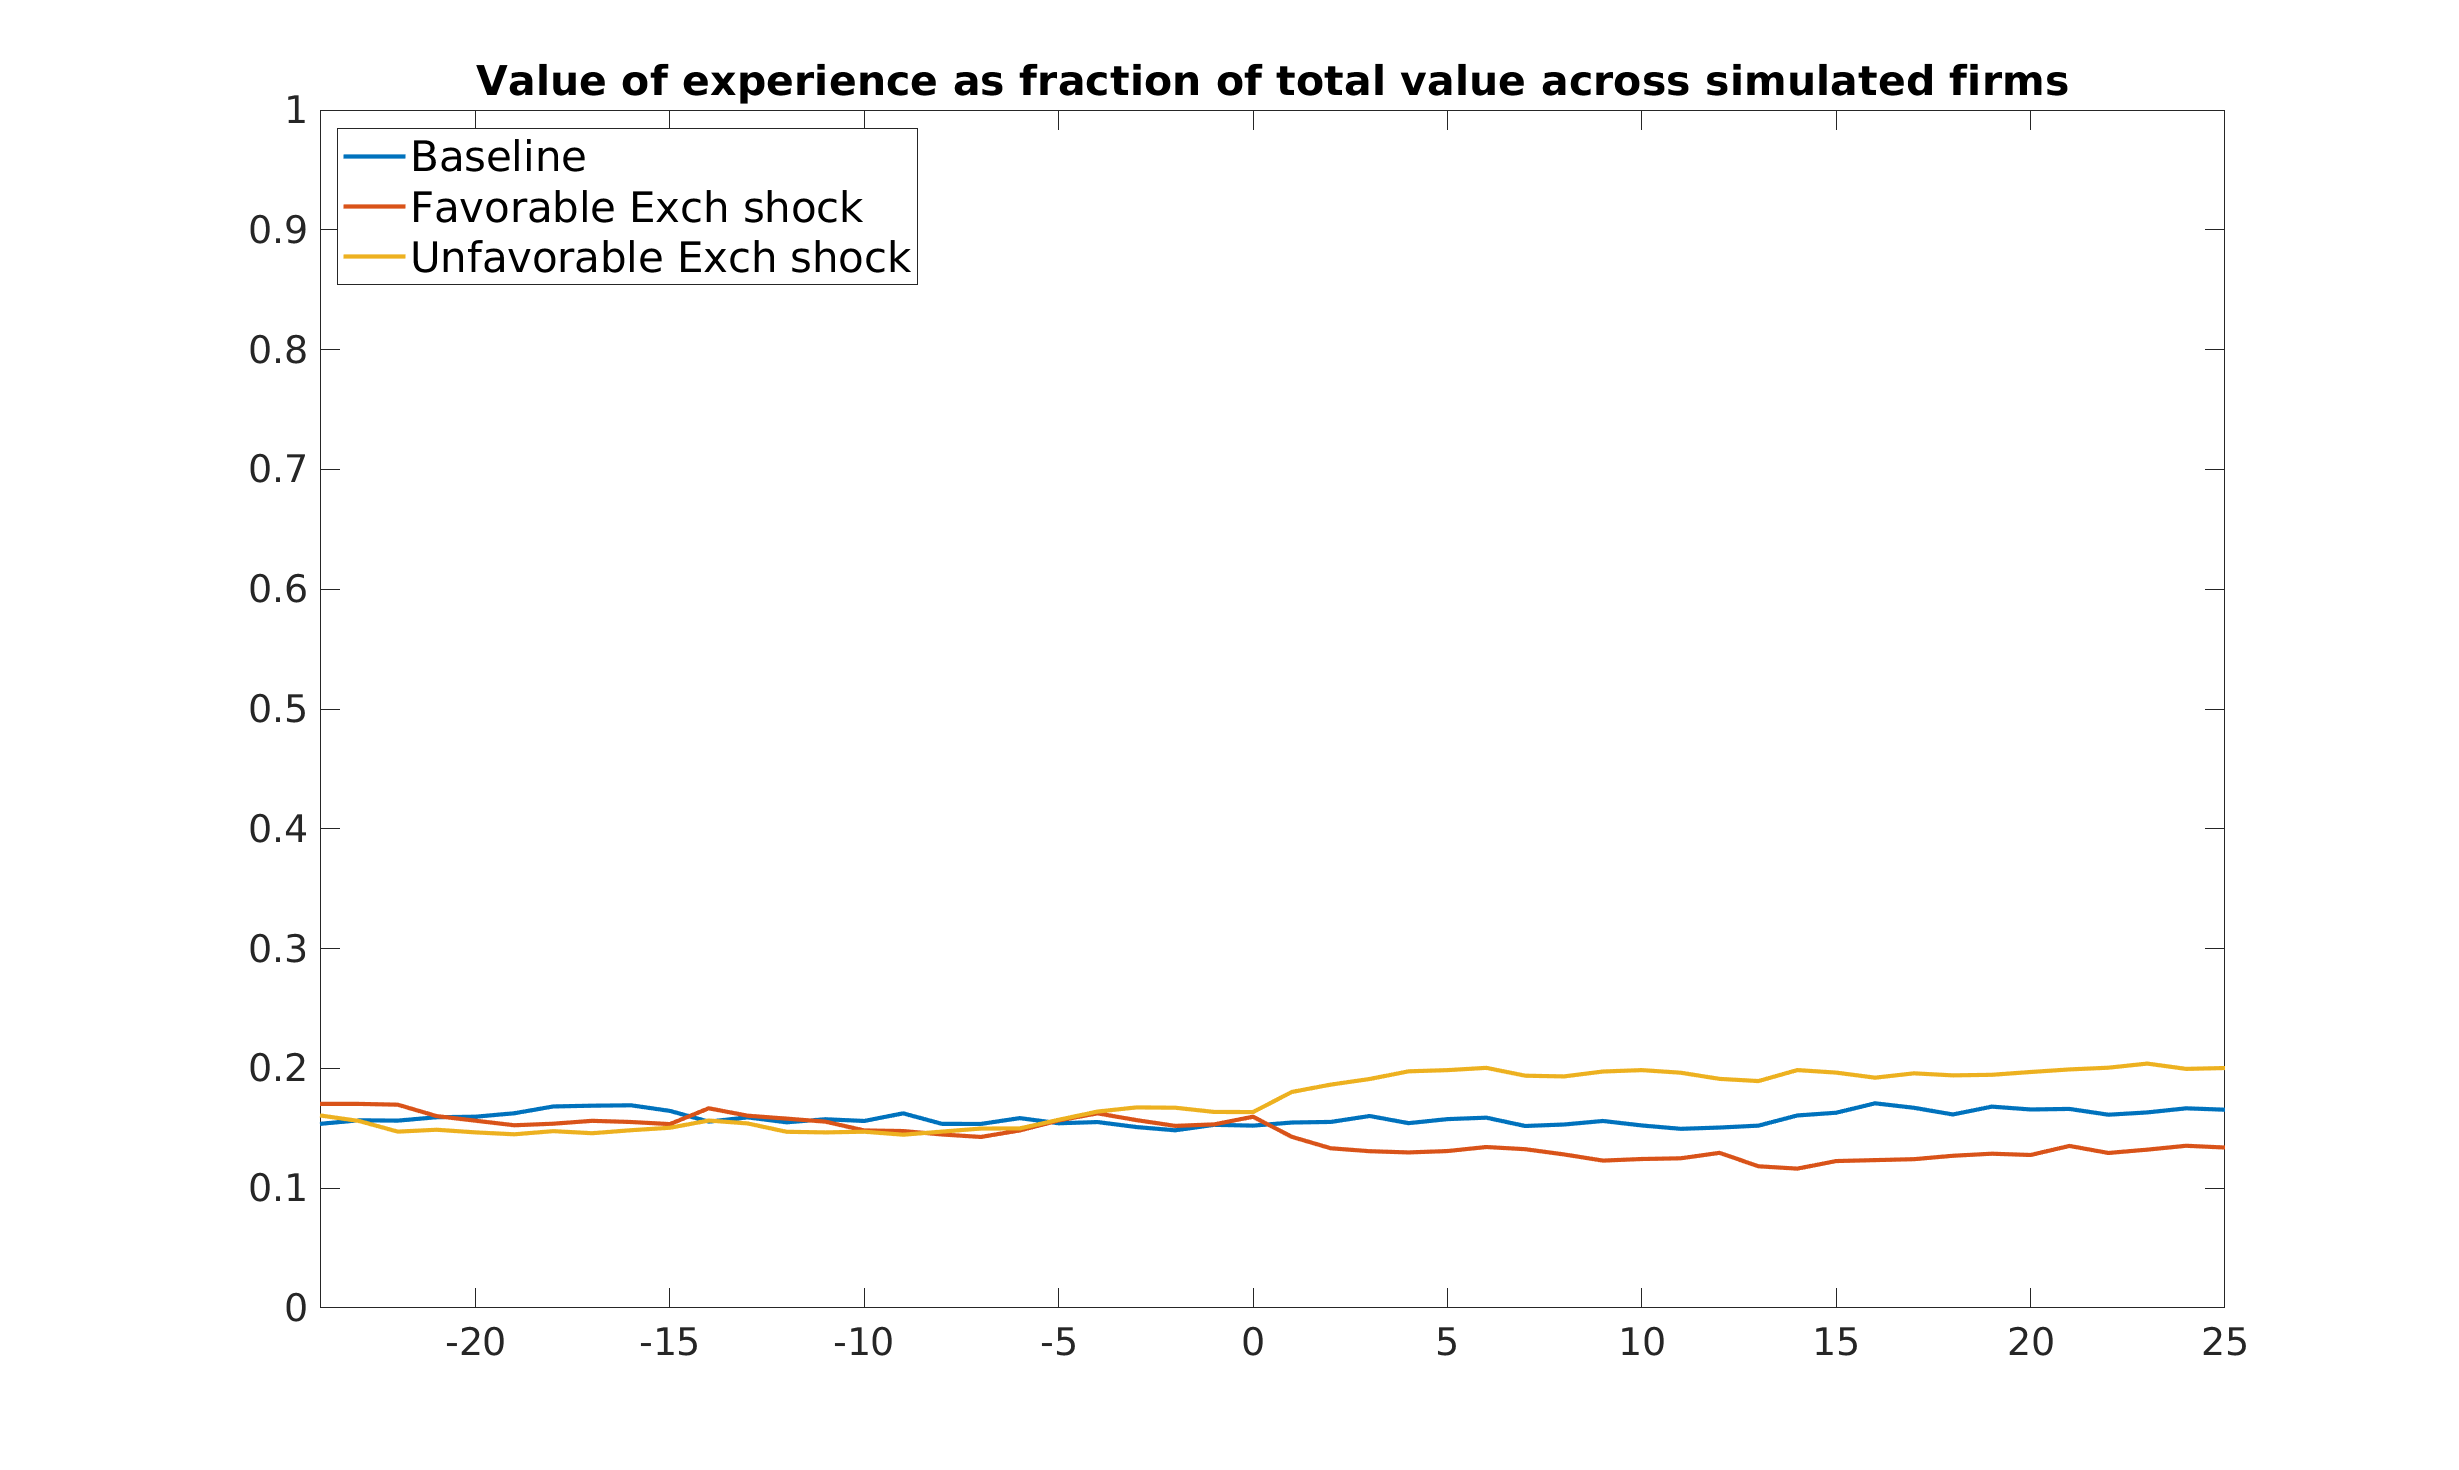 Value of experience as fraction of total value across simulated firms
1
Baseline
Favorable Exch shock
0.9
Unfavorable Exch shock
0.8
0.7
0.6
0.5
0.4
0.3
0.2
0.1
0
-20 -15 -10 -5 0 5 10 15 20 25